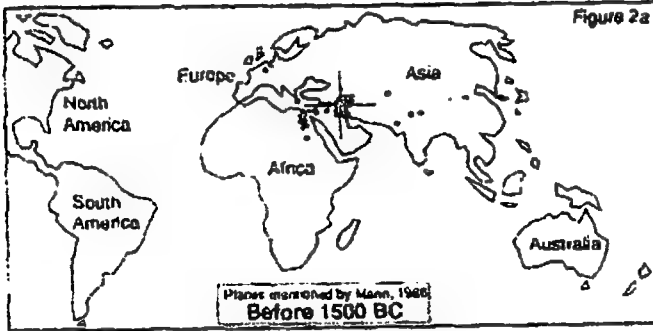 Figure 2a
Europe
Asia
North
America
Africa
South
America
Australia
Places mentioned by Mann, 1986
Before 1500 BC